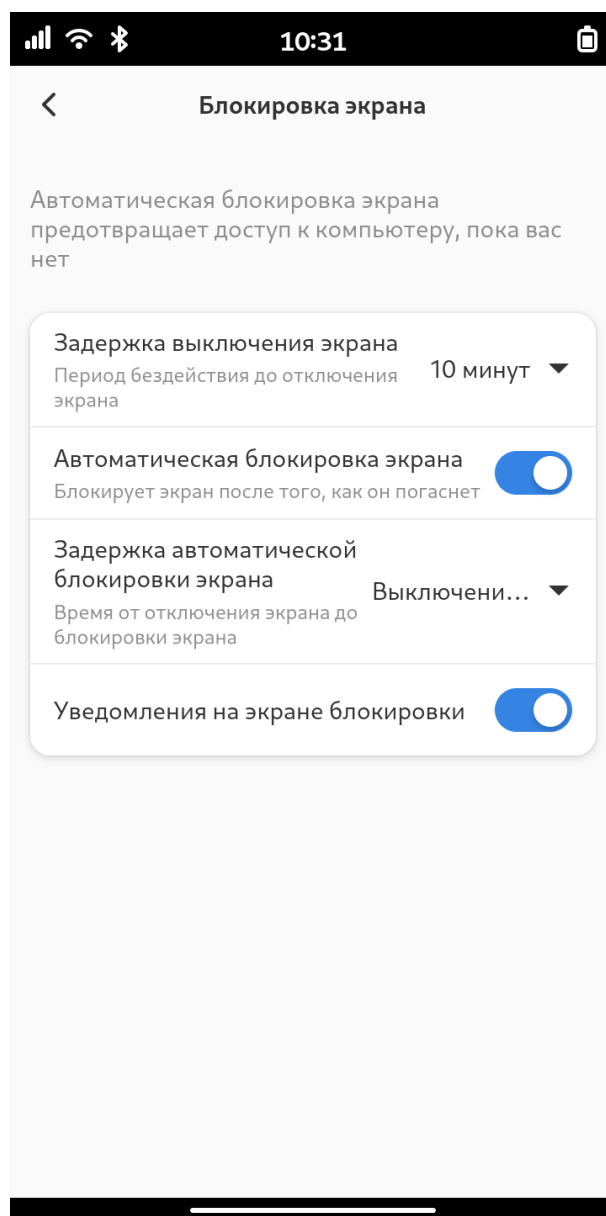 10:31
Блокировка экрана
Автоматическая блокировка экрана
предотвращает доступ к компьютеру, пока вас
нет
Задержка выключения экрана
Период бездействия до отключения
экрана
10 минут
Автоматическая блокировка экрана
Блокирует экран после того, как он погаснет
Задержка автоматической
блокировки экрана
Время от отключения экрана до
блокировки экрана
Выключени...
Уведомления на экране блокировки